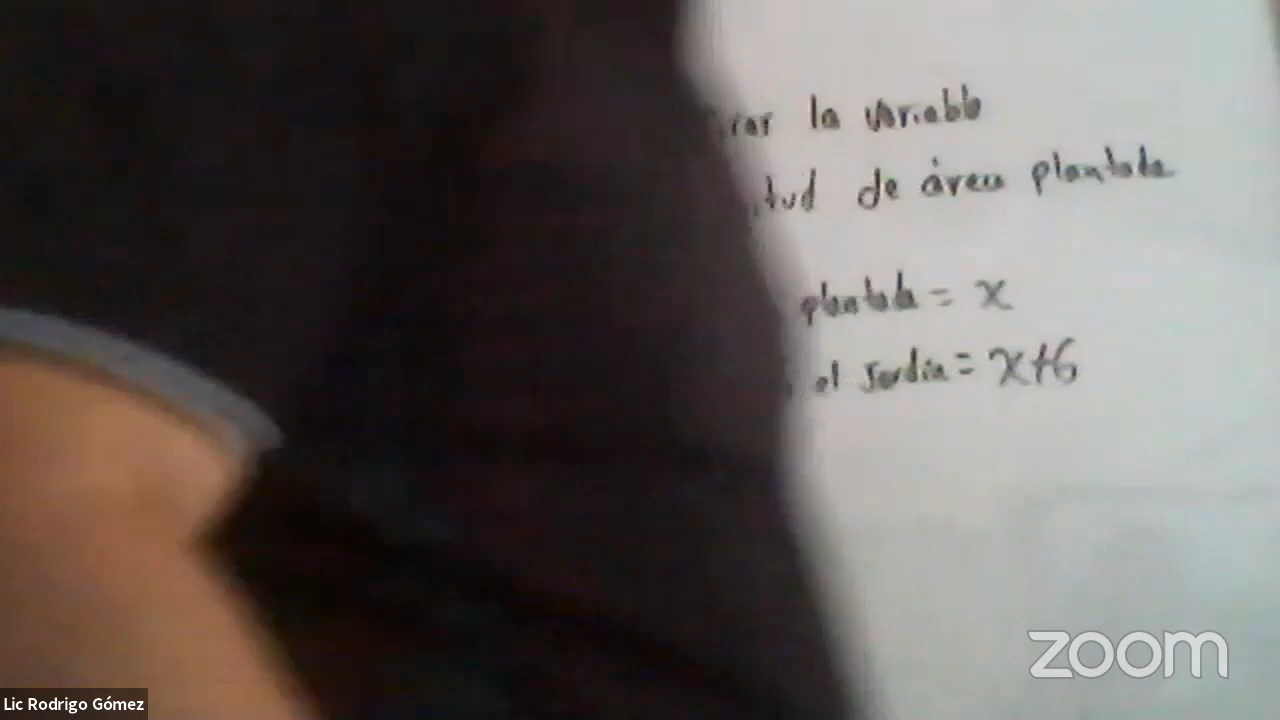 la variable
de área plantada
plantada = x
el Jardín = x+6
zoom
Lic Rodrigo Gómez